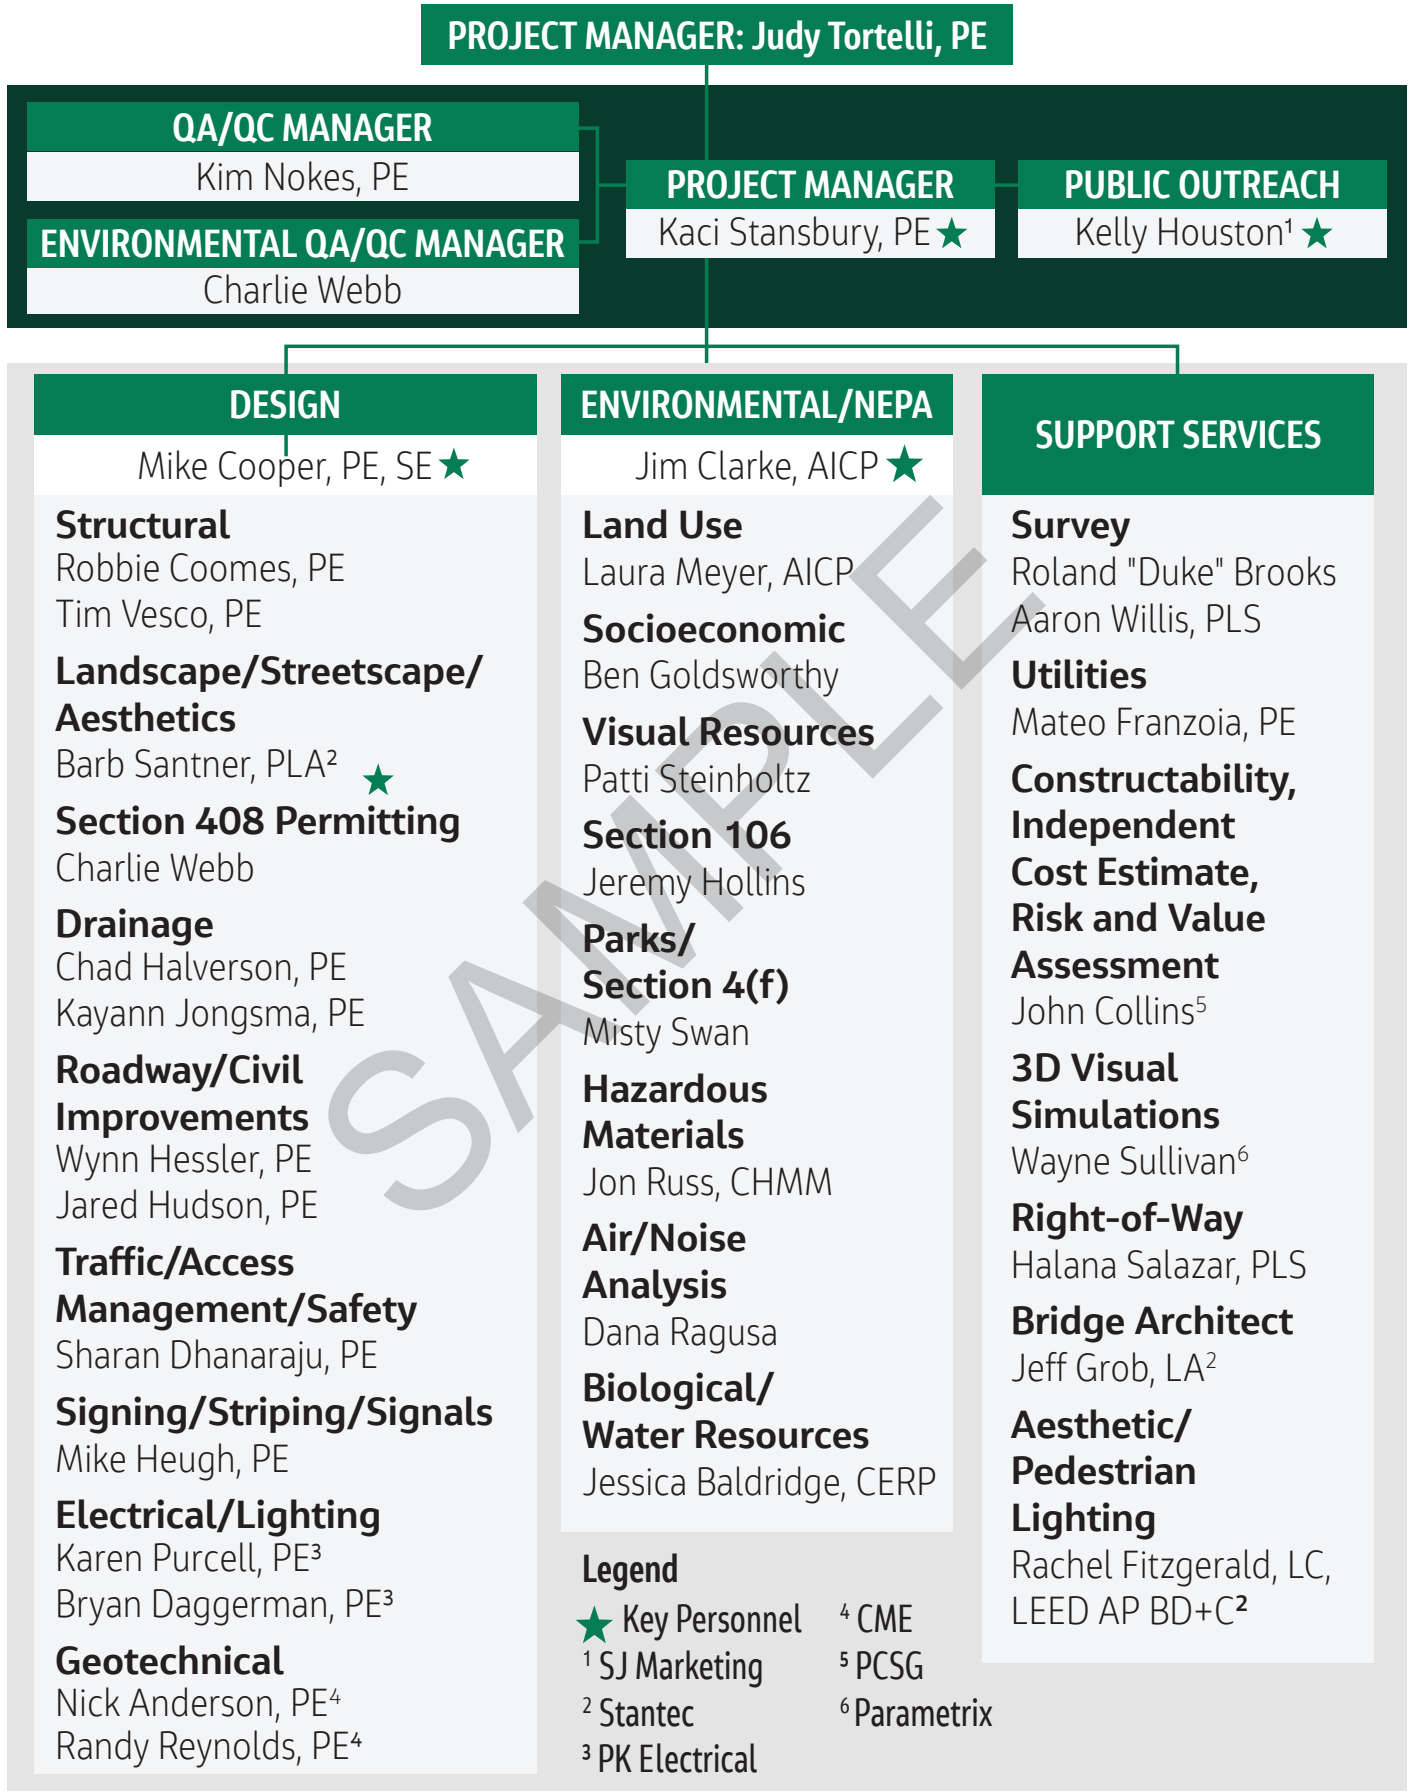 PROJECT MANAGER: Judy Tortelli, PE
QA/QC MANAGER
Kim Nokes, PE
ENVIRONMENTAL QA/QC MANAGER
Charlie Webb
PROJECT MANAGER
Kaci Stansbury, PE
PUBLIC OUTREACH
Kelly Houston¹
DESIGN
Mike Cooper, PE, SE
Structural
Robbie Coomes, PE
Tim Vesco, PE
Landscape/Streetscape/
Aesthetics
Barb Santner, PLA²
Section 408 Permitting
Charlie Webb
Drainage
Chad Halverson, PE
Kayann Jongsma, PE
Roadway/Civil
Improvements
Wynn Hessler, PE
Jared Hudson, PE
Traffic/Access
Management/Safety
Sharan Dhanaraju, PE
Signing/Striping/Signals
Mike Heugh, PE
Electrical/Lighting
Karen Purcell, PE³
Bryan Daggerman, PE³
Geotechnical
Nick Anderson, PE⁴
Randy Reynolds, PE⁴
ENVIRONMENTAL/NEPA
Jim Clarke, AICP
Land Use
Laura Meyer, AICP
Socioeconomic
Ben Goldsworthy
Visual Resources
Patti Steinholtz
Section 106
Jeremy Hollins
Parks/
Section 4(f)
Misty Swan
Hazardous
Materials
Jon Russ, CHMM
Air/Noise
Analysis
Dana Ragusa
Biological/
Water Resources
Jessica Baldridge, CERP
SUPPORT SERVICES
Survey
Roland "Duke" Brooks
Aaron Willis, PLS
Utilities
Mateo Franzoia, PE
Constructability,
Independent
Cost Estimate,
Risk and Value
Assessment
John Collins⁵
3D Visual
Simulations
Wayne Sullivan⁶
Right-of-Way
Halana Salazar, PLS
Bridge Architect
Jeff Grob, LA²
Aesthetic/
Pedestrian
Lighting
Rachel Fitzgerald, LC,
LEED AP BD+C²
Legend
Key Personnel
¹ SJ Marketing
² Stantec
³ PK Electrical
⁴ CME
⁵ PCSG
⁶ Parametrix
SAMPLE